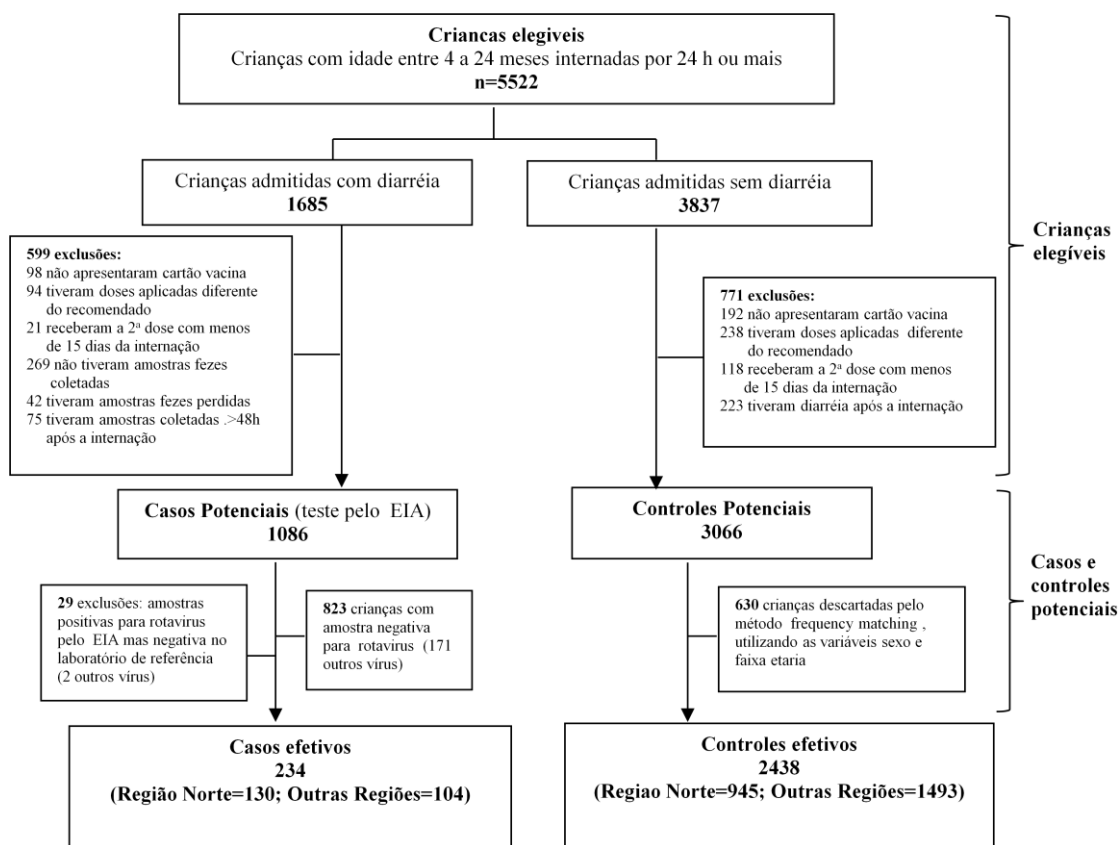 Criancas elegiveis
Crianças com idade entre 4 a 24 meses internadas por 24 h ou mais
n=5522
Crianças admitidas com diarréia
1685
Crianças admitidas sem diarréia
3837
Crianças
elegíveis
599 exclusões:
98 não apresentaram cartão vacina
94 tiveram doses aplicadas diferente
do recomendado
21 receberam a 2ª dose com menos
de 15 dias da internação
269 não tiveram amostras fezes
coletadas
42 tiveram amostras fezes perdidas
75 tiveram amostras coletadas .>48h
após a internação
771 exclusões:
192 não apresentaram cartão vacina
238 tiveram doses aplicadas diferente
do recomendado
118 receberam a 2ª dose com menos
de 15 dias da internação
223 tiveram diarréia após a internação
Casos Potenciais (teste pelo EIA)
1086
Controles Potenciais
3066
Casos e
controles
potenciais
29 exclusões: amostras
positivas para rotavirus
pelo EIA mas negativa no
laboratório de referência
(2 outros vírus)
823 crianças com
amostra negativa
para rotavirus (171
outros vírus)
630 crianças descartadas pelo
método frequency matching ,
utilizando as variáveis sexo e
faixa etaria
Casos efetivos
234
(Região Norte=130; Outras Regiões=104)
Controles efetivos
2438
(Regiao Norte=945; Outras Regiões=1493)